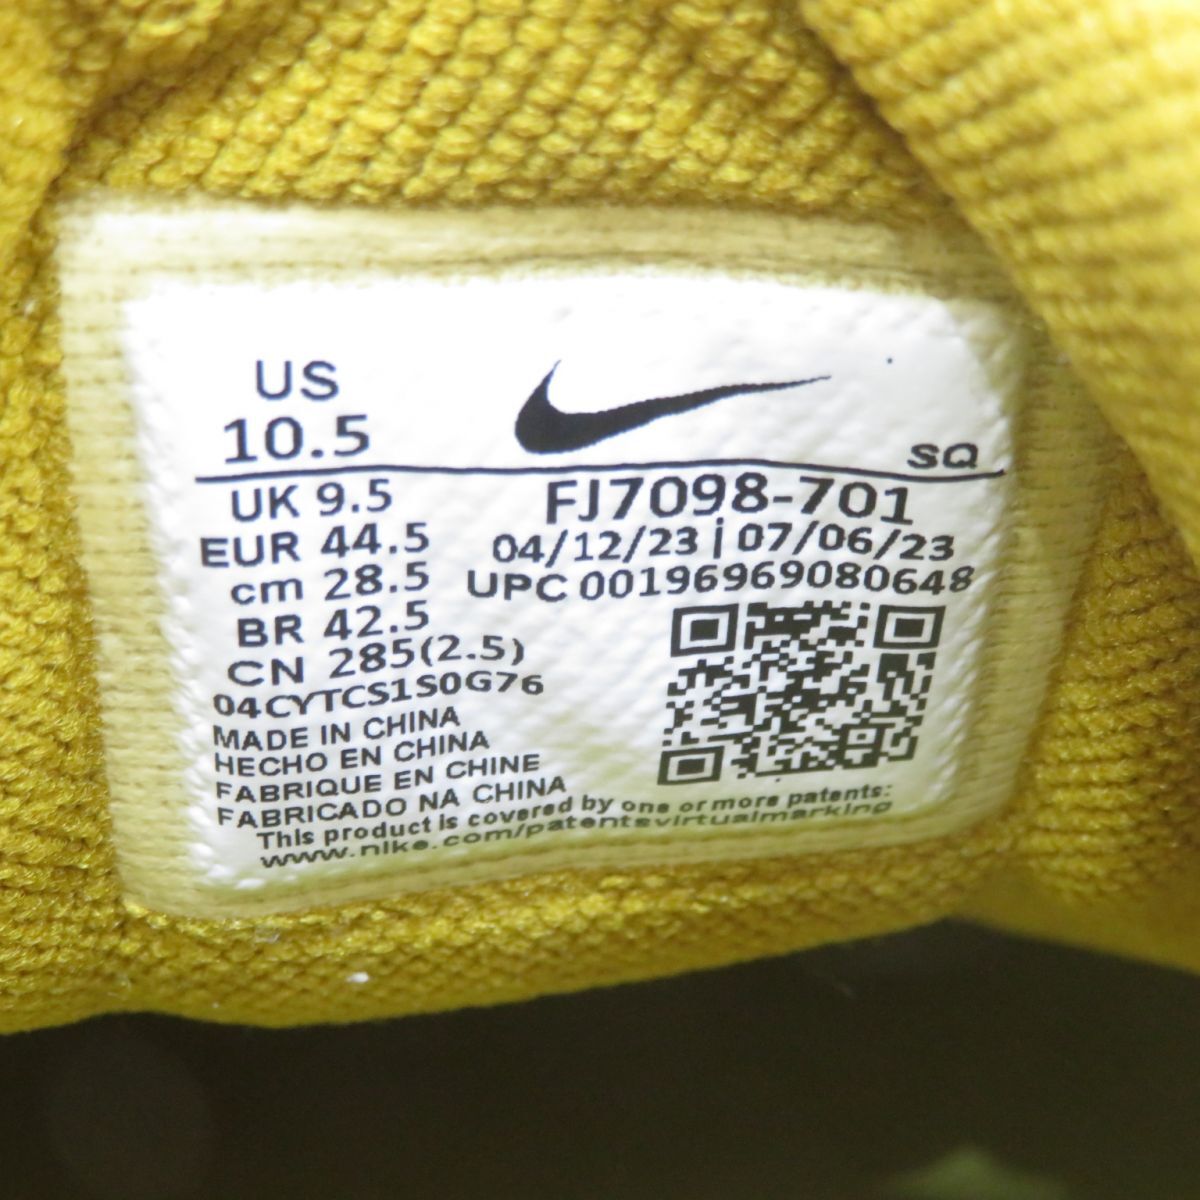 US
10.5
SQ
UK 9.5
FJ7098-701
EUR 44.5
04/12/23 | 07/06/23
cm 28.5
UPC 00196969080648
BR 42.5
CN 285(2.5)
04CYTCS1S0G76
MADE IN CHINA
HECHO EN CHINA
FABRIQUE EN CHINE
FABRICADO NA CHINA
This product is covered by one or more patents:
www.nike.com/patentsvirtualmarking